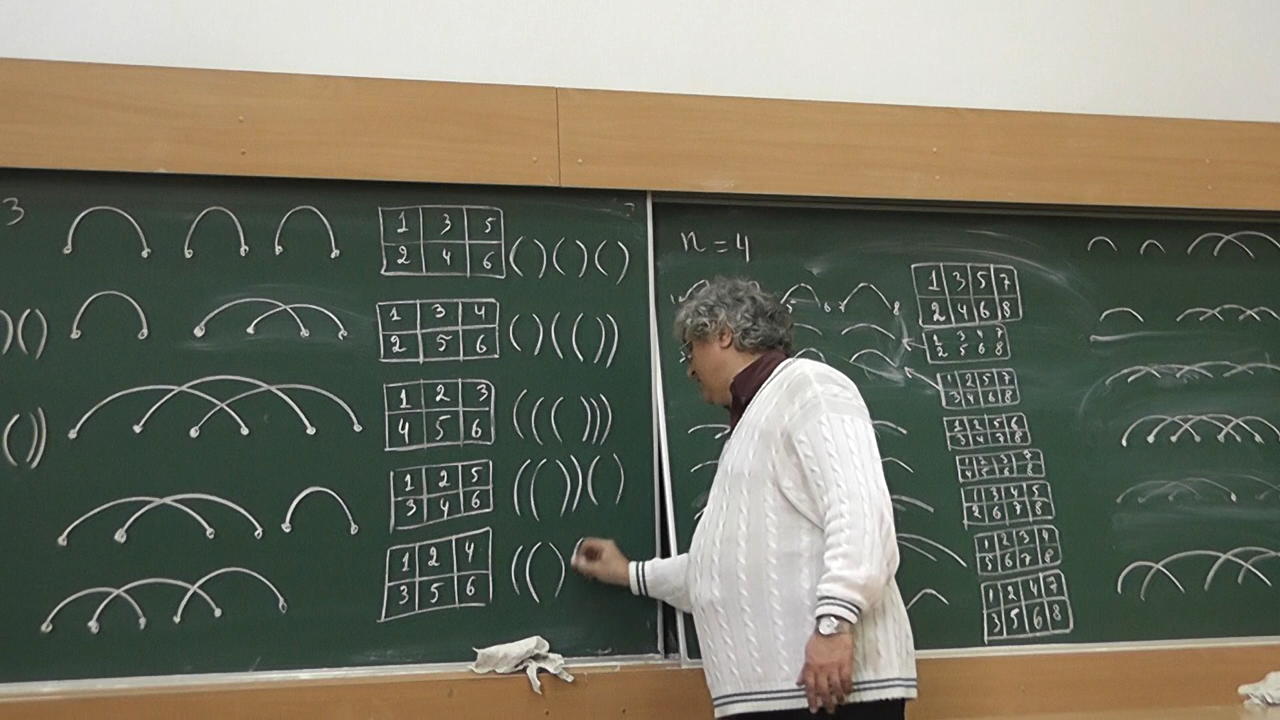 3
1 3 5
2 4 6
()()()
)()
1 3 4
2 5 6
()(())
1 2 3
4 5 6
((()))
())
1 2 5
3 4 6
(())()
1 2 4
3 5 6
(()
n = 4
8
1 3 5 7
2 4 6 8
1 3 3 7
2 5 6 8
1 2 5 7
3 4 6 8
1 2 5 6
3 4 7 8
1 2 3 7
4 5 6 8
1 3 4 5
2 6 7 8
1 2 3 4
5 6 7 8
1 2 4 7
3 5 6 8